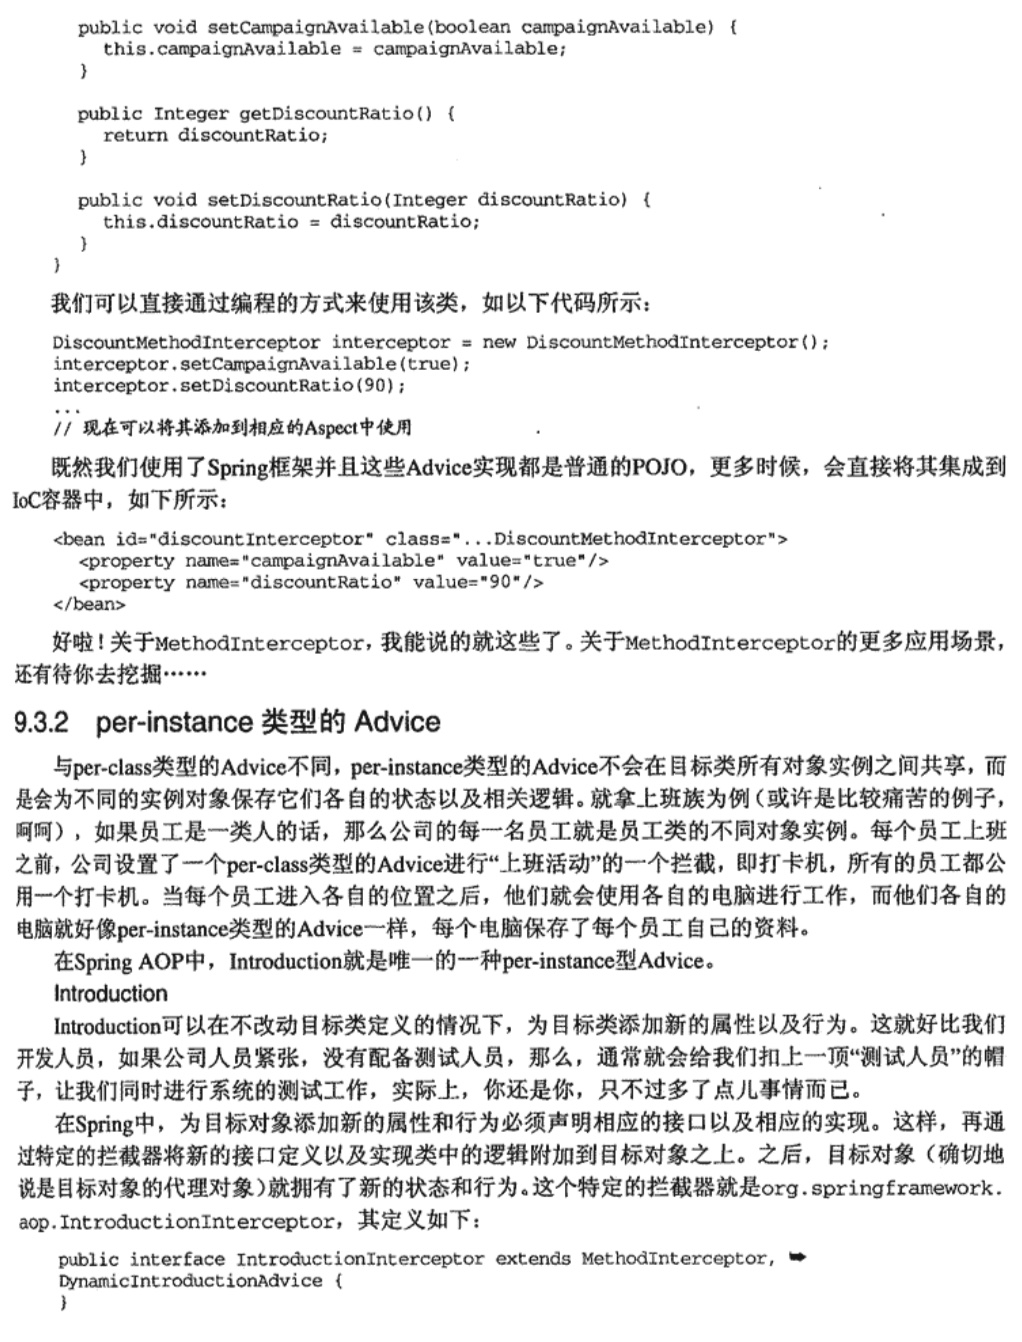 public void setCampaignAvailable(boolean campaignAvailable) {
this.campaignAvailable = campaignAvailable;
}
public Integer getDiscountRatio() {
return discountRatio;
}
public void setDiscountRatio(Integer discountRatio) {
this.discountRatio = discountRatio;
}
}
我们可以直接通过编程的方式来使用该类，如以下代码所示：
DiscountMethodInterceptor interceptor = new DiscountMethodInterceptor();
interceptor.setCampaignAvailable(true);
interceptor.setDiscountRatio(90);
...
// 现在可以将其添加到相应的Aspect中使用
既然我们使用了Spring框架并且这些Advice实现都是普通的POJO，更多时候，会直接将其集成到
IoC容器中，如下所示：
<bean id="discountInterceptor" class="...DiscountMethodInterceptor">
<property name="campaignAvailable" value="true"/>
<property name="discountRatio" value="90"/>
</bean>
好啦！关于MethodInterceptor，我能说的就这些了。关于MethodInterceptor的更多应用场景，
还有待你去挖掘……
9.3.2 per-instance 类型的 Advice
与per-class类型的Advice不同，per-instance类型的Advice不会在目标类所有对象实例之间共享，而
是会为不同的实例对象保存它们各自的状态以及相关逻辑。就拿上班族为例（或许是比较痛苦的例子，
呵呵），如果员工是一类人的话，那么公司的每一名员工就是员工类的不同对象实例。每个员工上班
之前，公司设置了一个per-class类型的Advice进行“上班活动”的一个拦截，即打卡机，所有的员工都公
用一个打卡机。当每个员工进入各自的位置之后，他们就会使用各自的电脑进行工作，而他们各自的
电脑就好像per-instance类型的Advice一样，每个电脑保存了每个员工自己的资料。
在Spring AOP中，Introduction就是唯一的一种per-instance型Advice。
Introduction
Introduction可以在不改动目标类定义的情况下，为目标类添加新的属性以及行为。这就好比我们
开发人员，如果公司人员紧张，没有配备测试人员，那么，通常就会给我们扣上一顶“测试人员”的帽
子，让我们同时进行系统的测试工作，实际上，你还是你，只不过多了点儿事情而已。
在Spring中，为目标对象添加新的属性和行为必须声明相应的接口以及相应的实现。这样，再通
过特定的拦截器将新的接口定义以及实现类中的逻辑附加到目标对象之上。之后，目标对象（确切地
说是目标对象的代理对象）就拥有了新的状态和行为。这个特定的拦截器就是org.springframework.
aop.IntroductionInterceptor，其定义如下：
public interface IntroductionInterceptor extends MethodInterceptor, ➥
DynamicIntroductionAdvice {
}